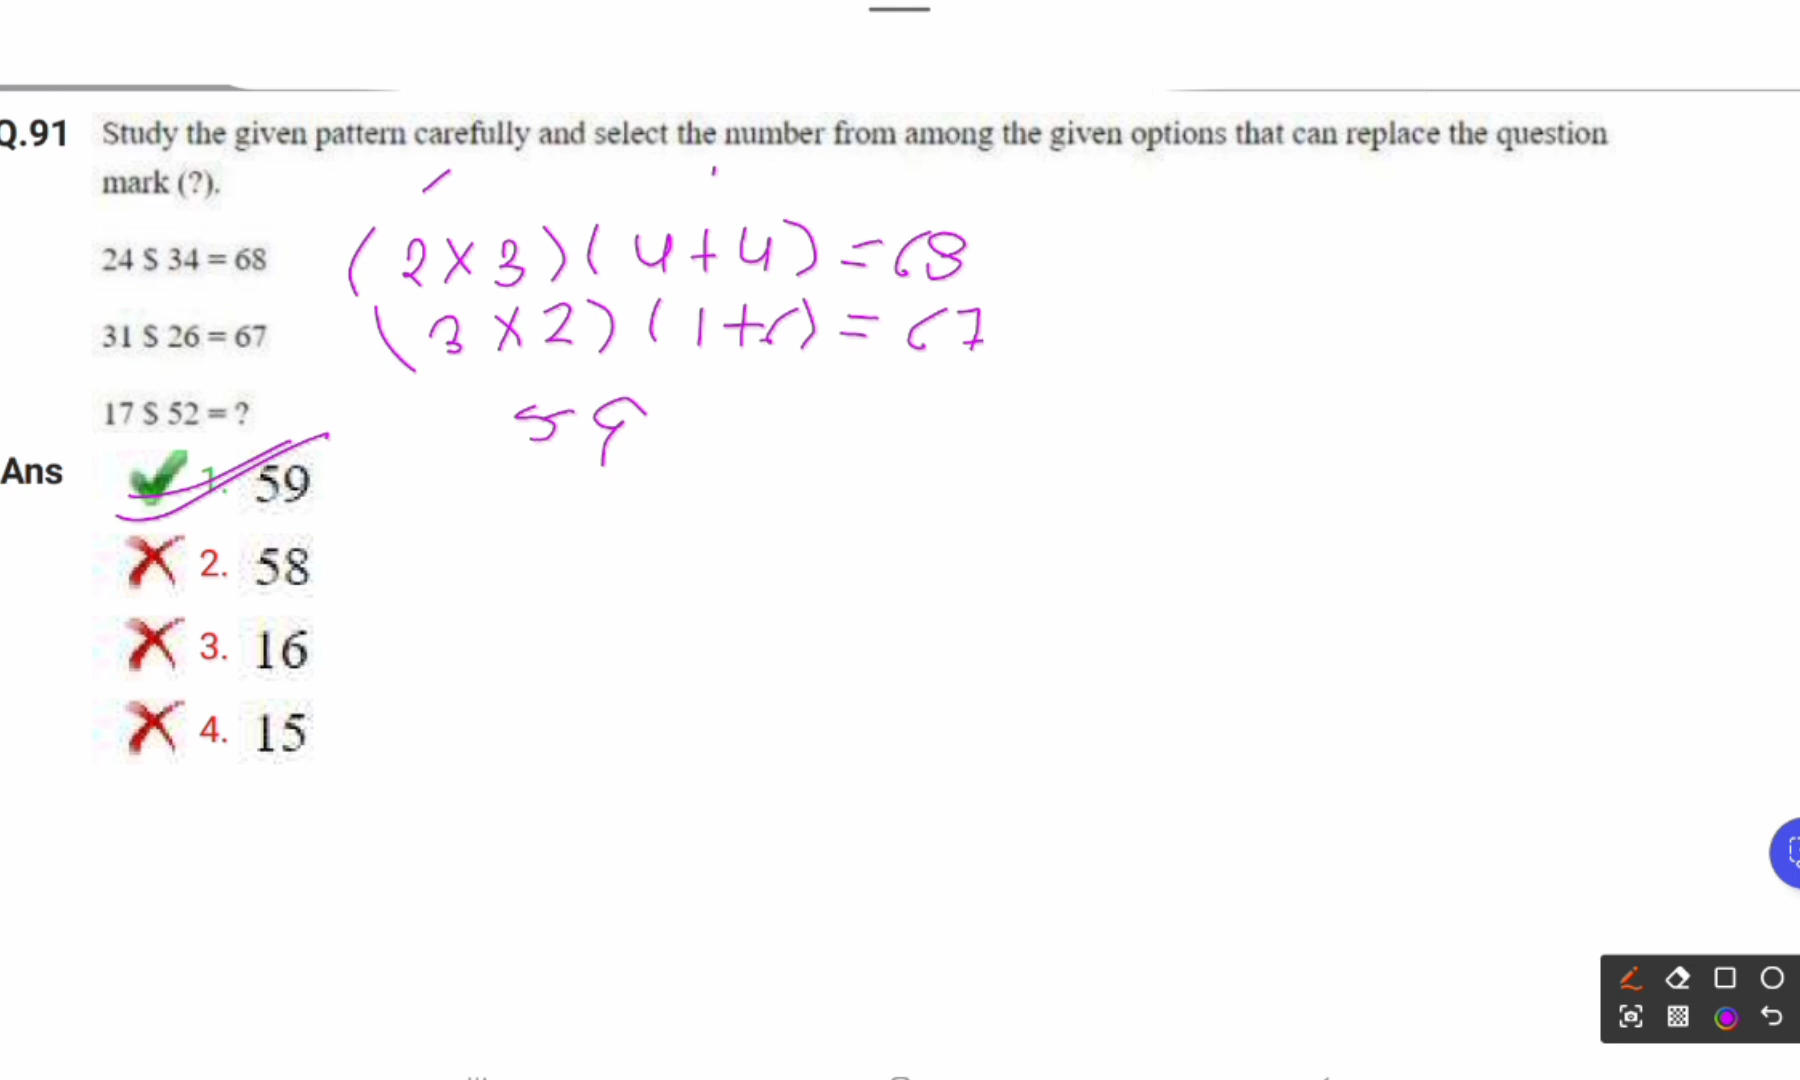 Q.91 Study the given pattern carefully and select the number from among the given options that can replace the question
mark (?).
24 $ 34 = 68
(2×3)(4+4)=68
31 $ 26 = 67
(3×2)(1+6)=67
17 $ 52 = ?
59
Ans 1. 59
2. 58
3. 16
4. 15